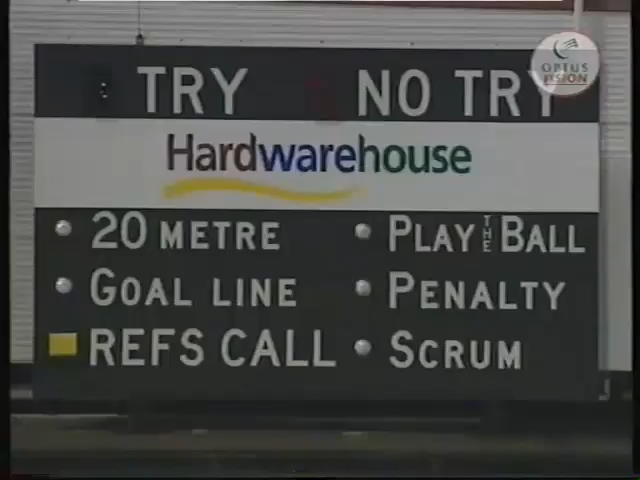 TRY NO TRY
OPTUS
VISION
Hardwarehouse
20 METRE PLAY THE BALL
GOAL LINE PENALTY
REFS CALL SCRUM